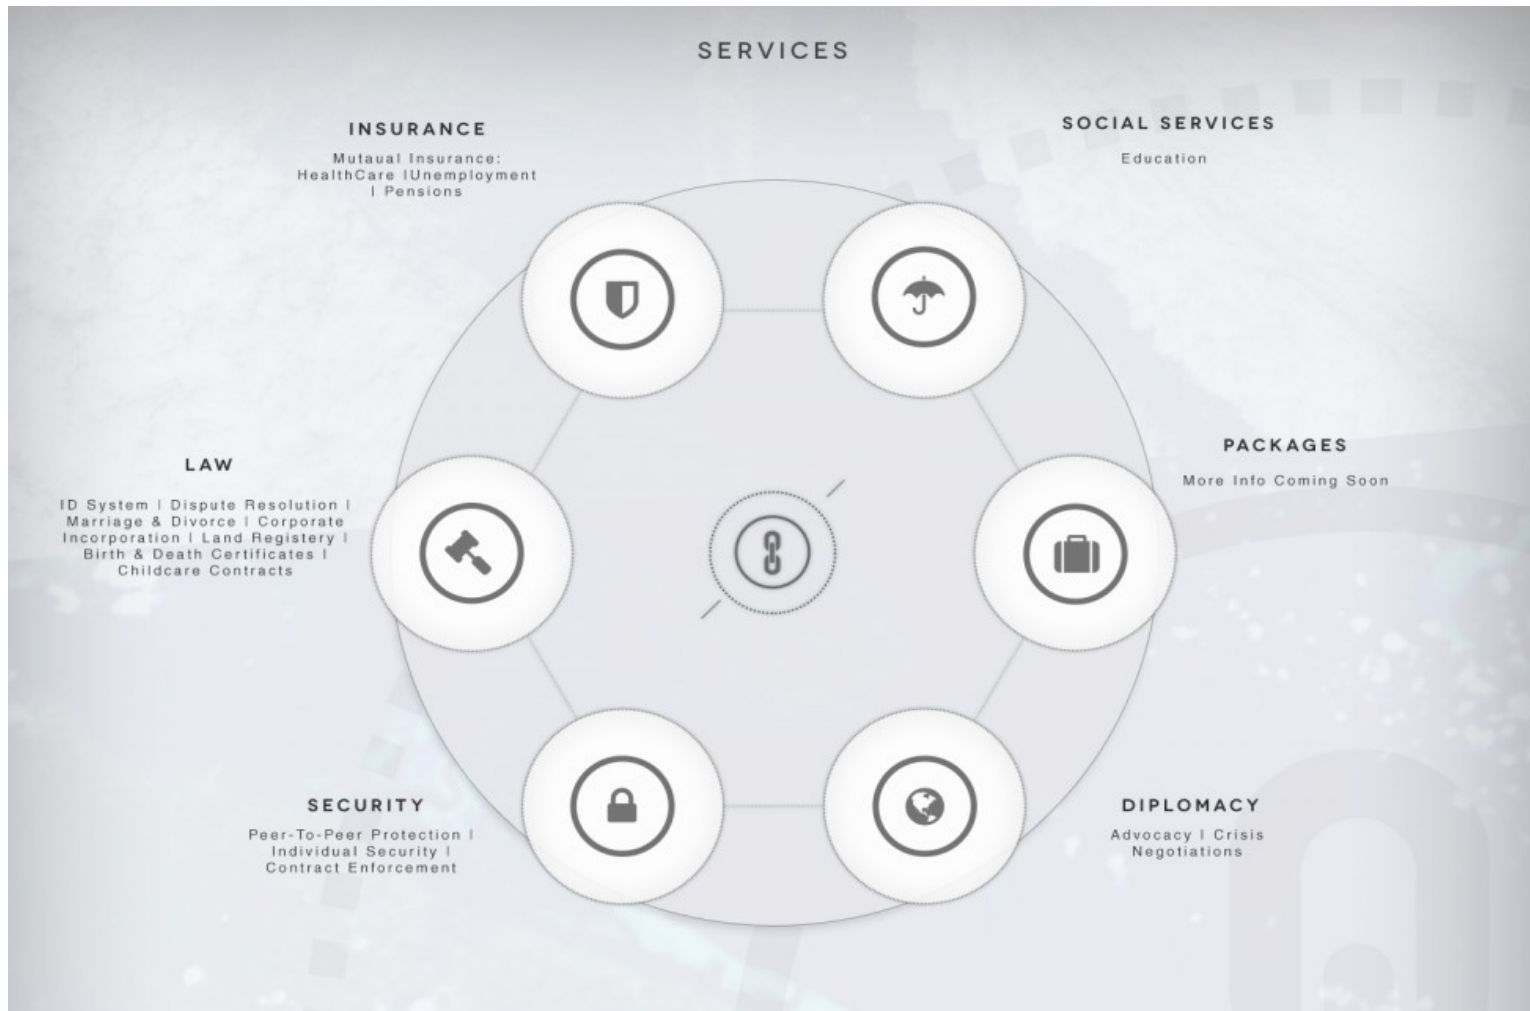 SERVICES
INSURANCE
Mutaual Insurance:
HealthCare |Unemployment
| Pensions
SOCIAL SERVICES
Education
LAW
ID System | Dispute Resolution |
Marriage & Divorce | Corporate
Incorporation | Land Registery |
Birth & Death Certificates |
Childcare Contracts
PACKAGES
More Info Coming Soon
SECURITY
Peer-To-Peer Protection |
Individual Security |
Contract Enforcement
DIPLOMACY
Advocacy | Crisis
Negotiations